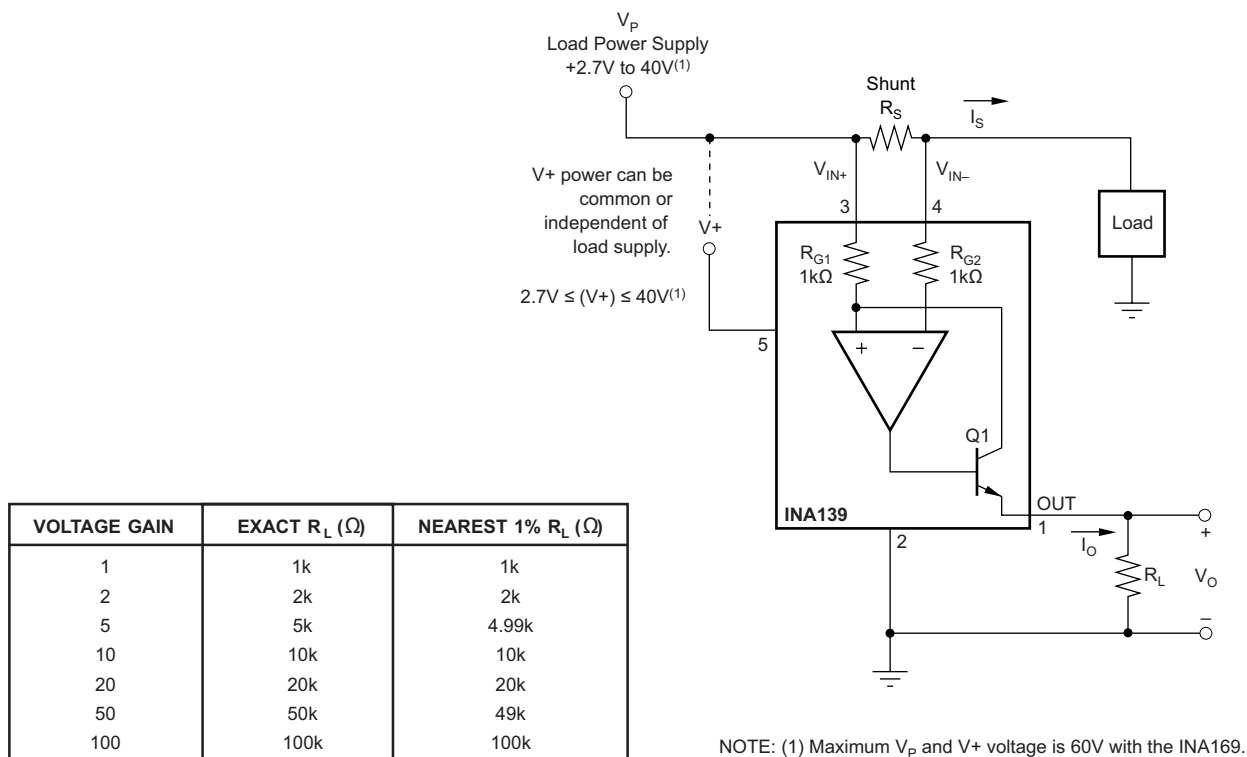 V_P
Load Power Supply
+2.7V to 40V(1)
Shunt
R_S
I_S
V+ power can be
common or
independent of
load supply.
V_IN+
V_IN–
3
4
V+
Load
R_G1
1kΩ
R_G2
1kΩ
2.7V ≤ (V+) ≤ 40V(1)
5
+
–
Q1
INA139
OUT
1
2
I_O
+
R_L
V_O
–
VOLTAGE GAIN EXACT R_L (Ω) NEAREST 1% R_L (Ω)
1 1k 1k
2 2k 2k
5 5k 4.99k
10 10k 10k
20 20k 20k
50 50k 49k
100 100k 100k
NOTE: (1) Maximum V_P and V+ voltage is 60V with the INA169.